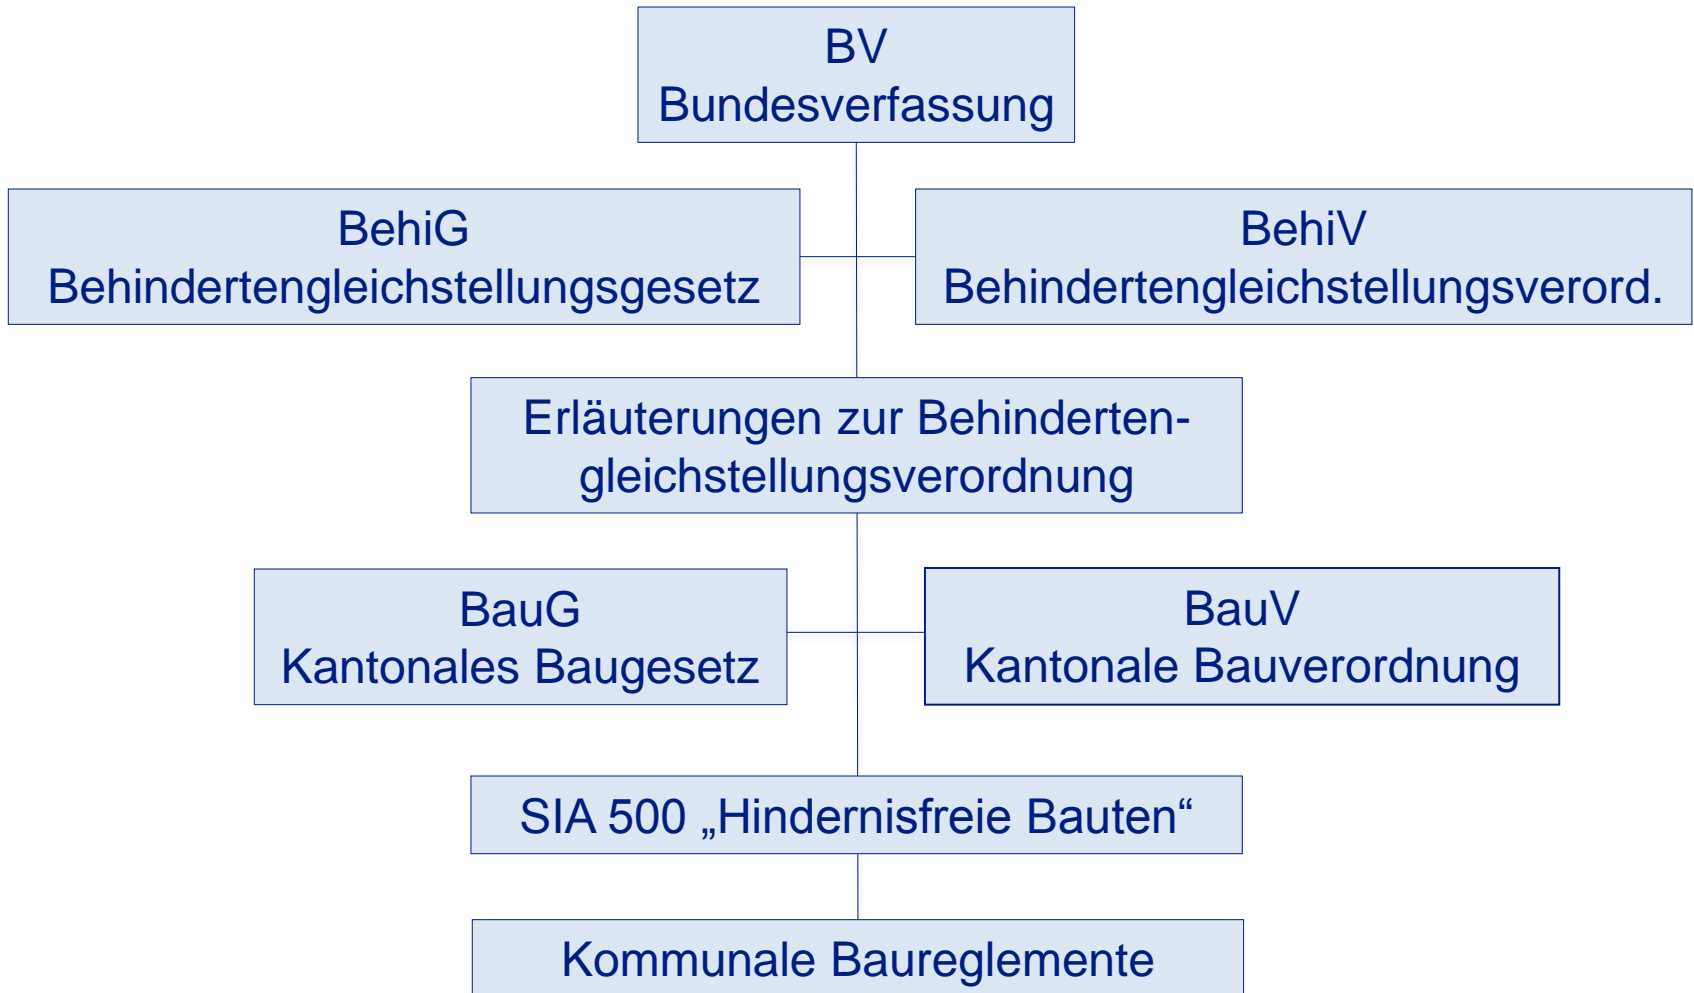 BV
Bundesverfassung
BehiG
Behindertengleichstellungsgesetz
BehiV
Behindertengleichstellungsverord.
Erläuterungen zur Behinderten-
gleichstellungsverordnung
BauG
Kantonales Baugesetz
BauV
Kantonale Bauverordnung
SIA 500 „Hindernisfreie Bauten“
Kommunale Baureglemente